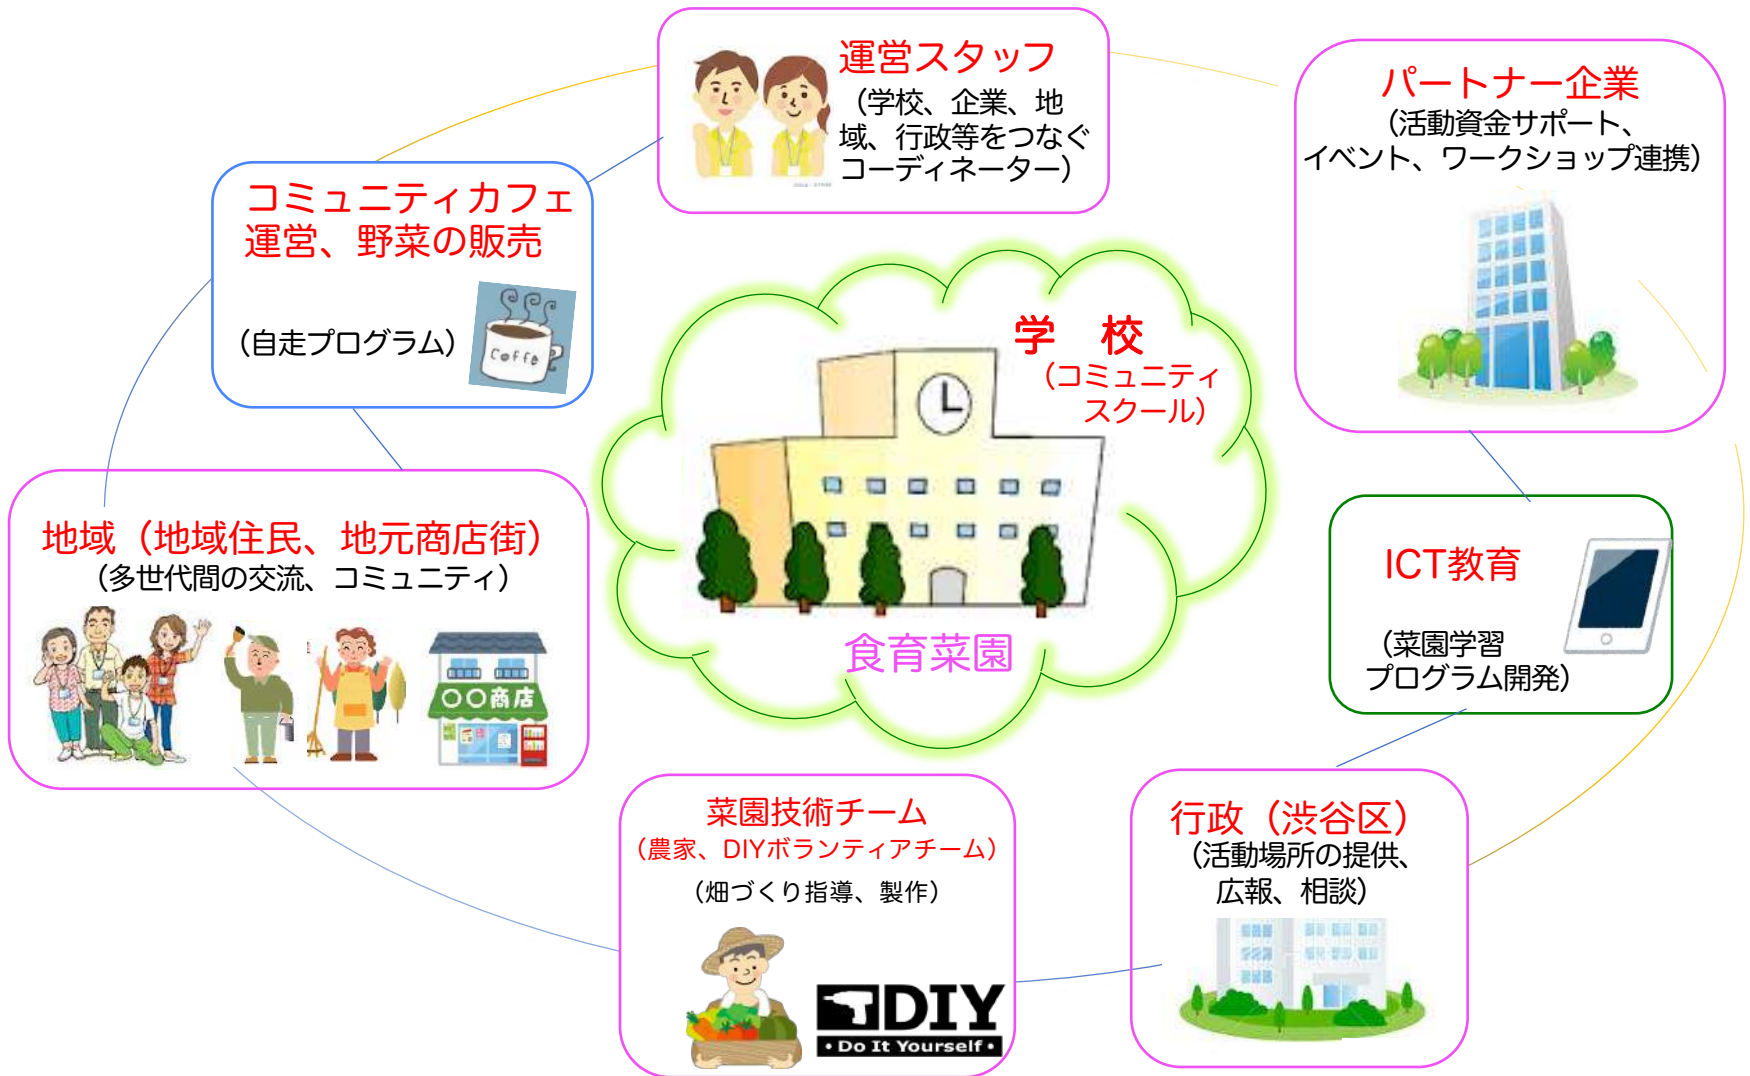 運営スタッフ
（学校、企業、地
域、行政等をつなぐ
コーディネーター）
パートナー企業
（活動資金サポート、
イベント、ワークショップ連携）
コミュニティカフェ
運営、野菜の販売
（自走プログラム）
Coffe
学　校
（コミュニティ
スクール）
食育菜園
地域（地域住民、地元商店街）
（多世代間の交流、コミュニティ）
〇〇商店
ICT教育
（菜園学習
プログラム開発）
菜園技術チーム
（農家、DIYボランティアチーム）
（畑づくり指導、製作）
DIY
・Do It Yourself・
行政（渋谷区）
（活動場所の提供、
広報、相談）